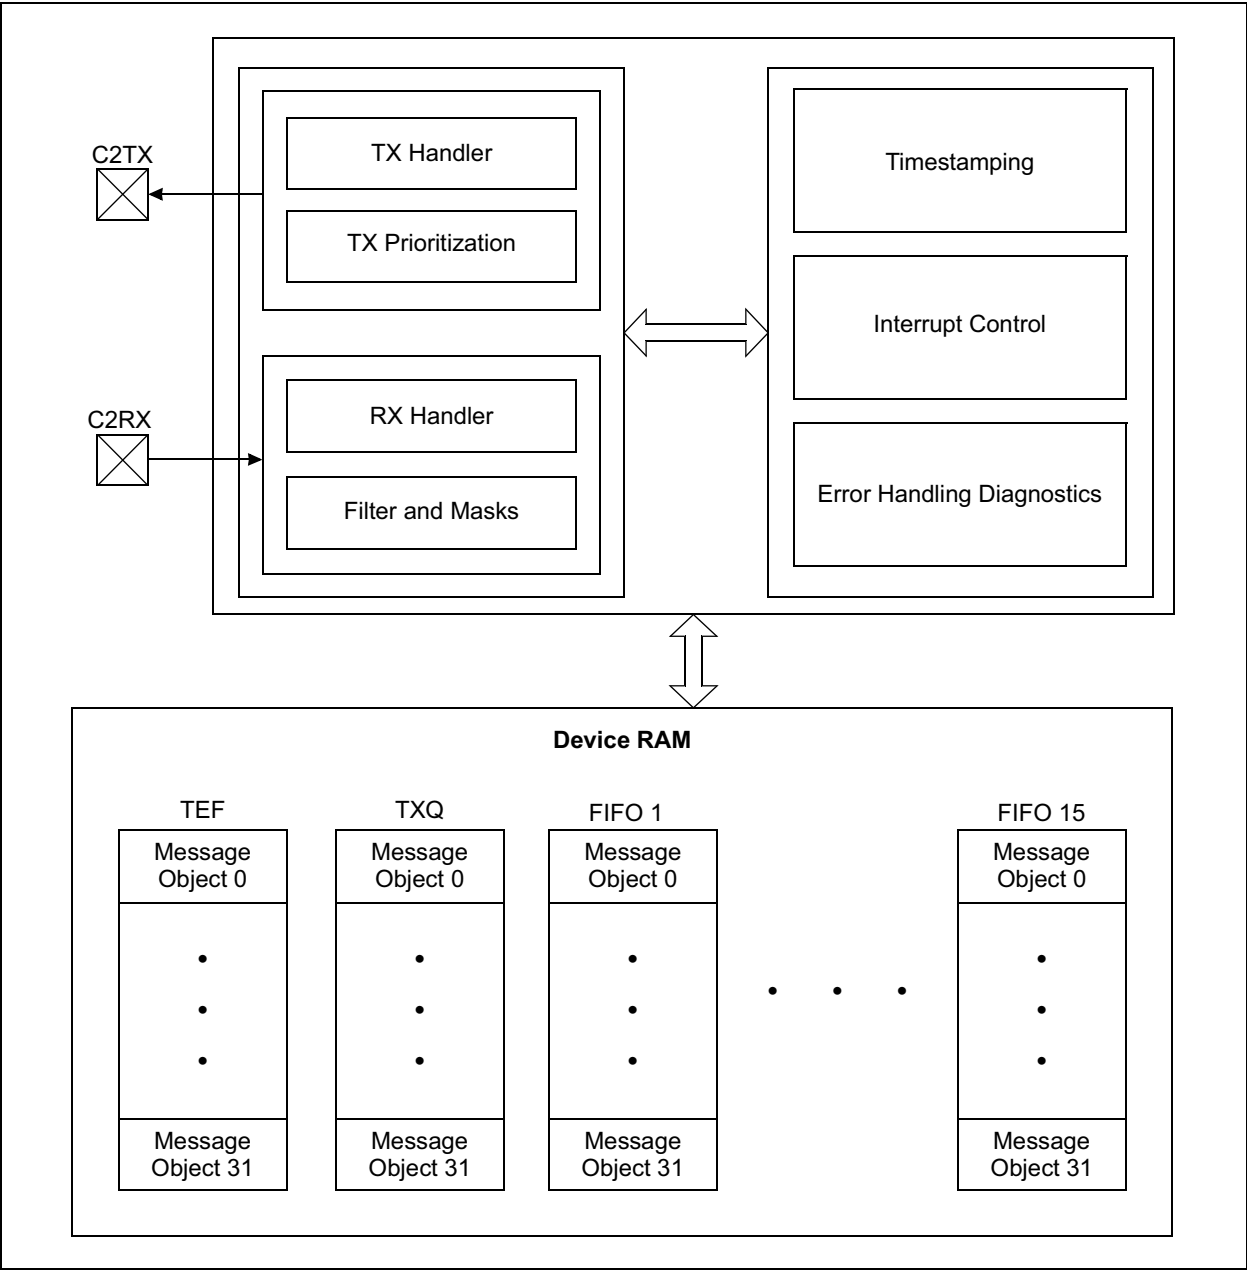 C2TX
TX Handler
TX Prioritization
C2RX
RX Handler
Filter and Masks
Timestamping
Interrupt Control
Error Handling Diagnostics
Device RAM
TEF
Message
Object 0
Message
Object 31
TXQ
Message
Object 0
Message
Object 31
FIFO 1
Message
Object 0
Message
Object 31
FIFO 15
Message
Object 0
Message
Object 31